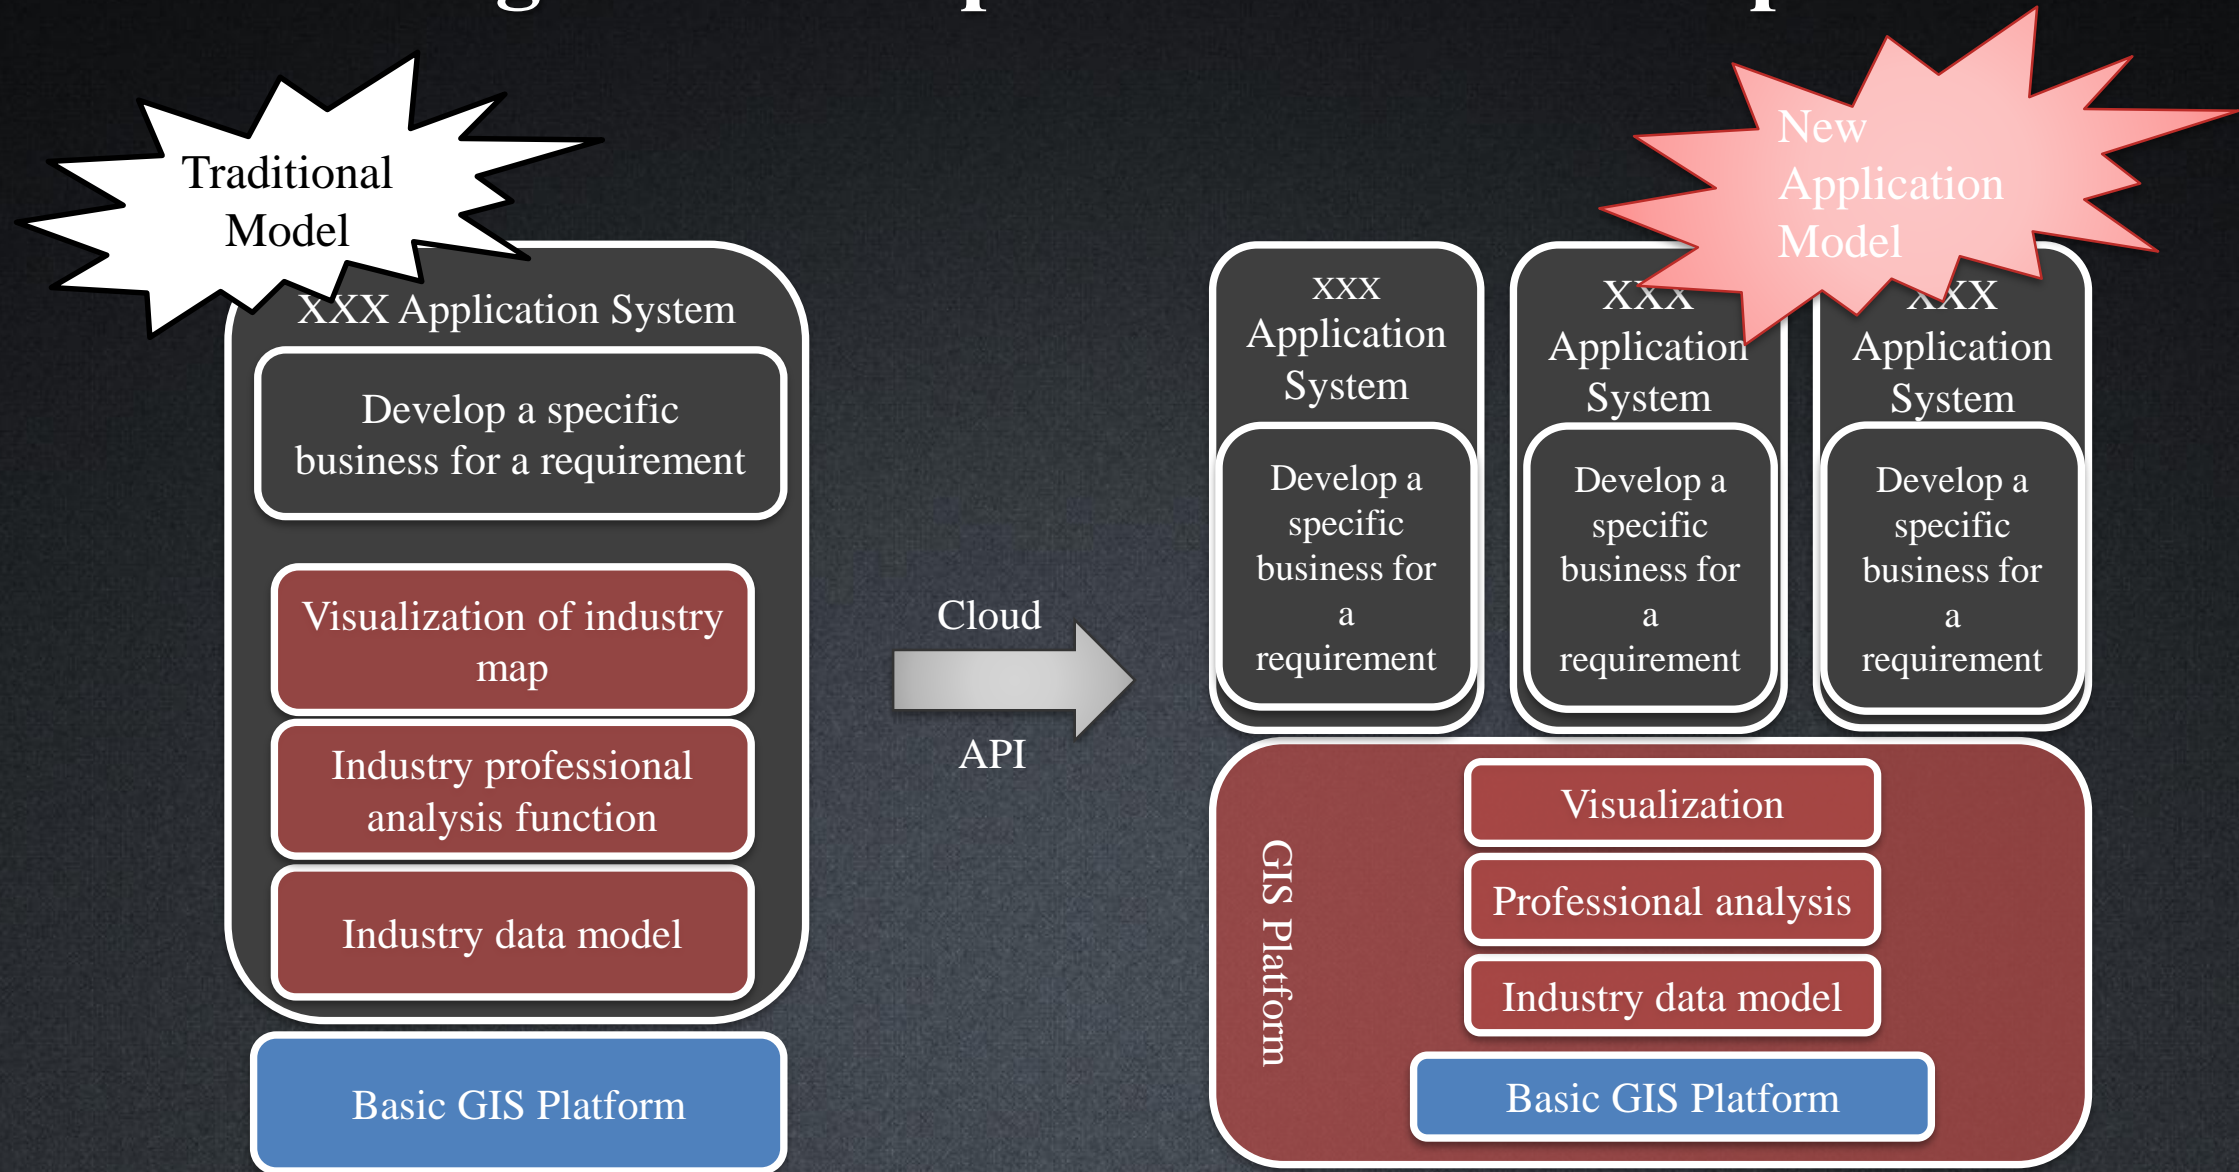 Traditional
Model
XXX Application System
Develop a specific
business for a requirement
Visualization of industry
map
Industry professional
analysis function
Industry data model
Basic GIS Platform
Cloud
API
New
Application
Model
XXX
Application
System
Develop a
specific
business for
a
requirement
XXX
Application
System
Develop a
specific
business for
a
requirement
XXX
Application
System
Develop a
specific
business for
a
requirement
GIS Platform
Visualization
Professional analysis
Industry data model
Basic GIS Platform